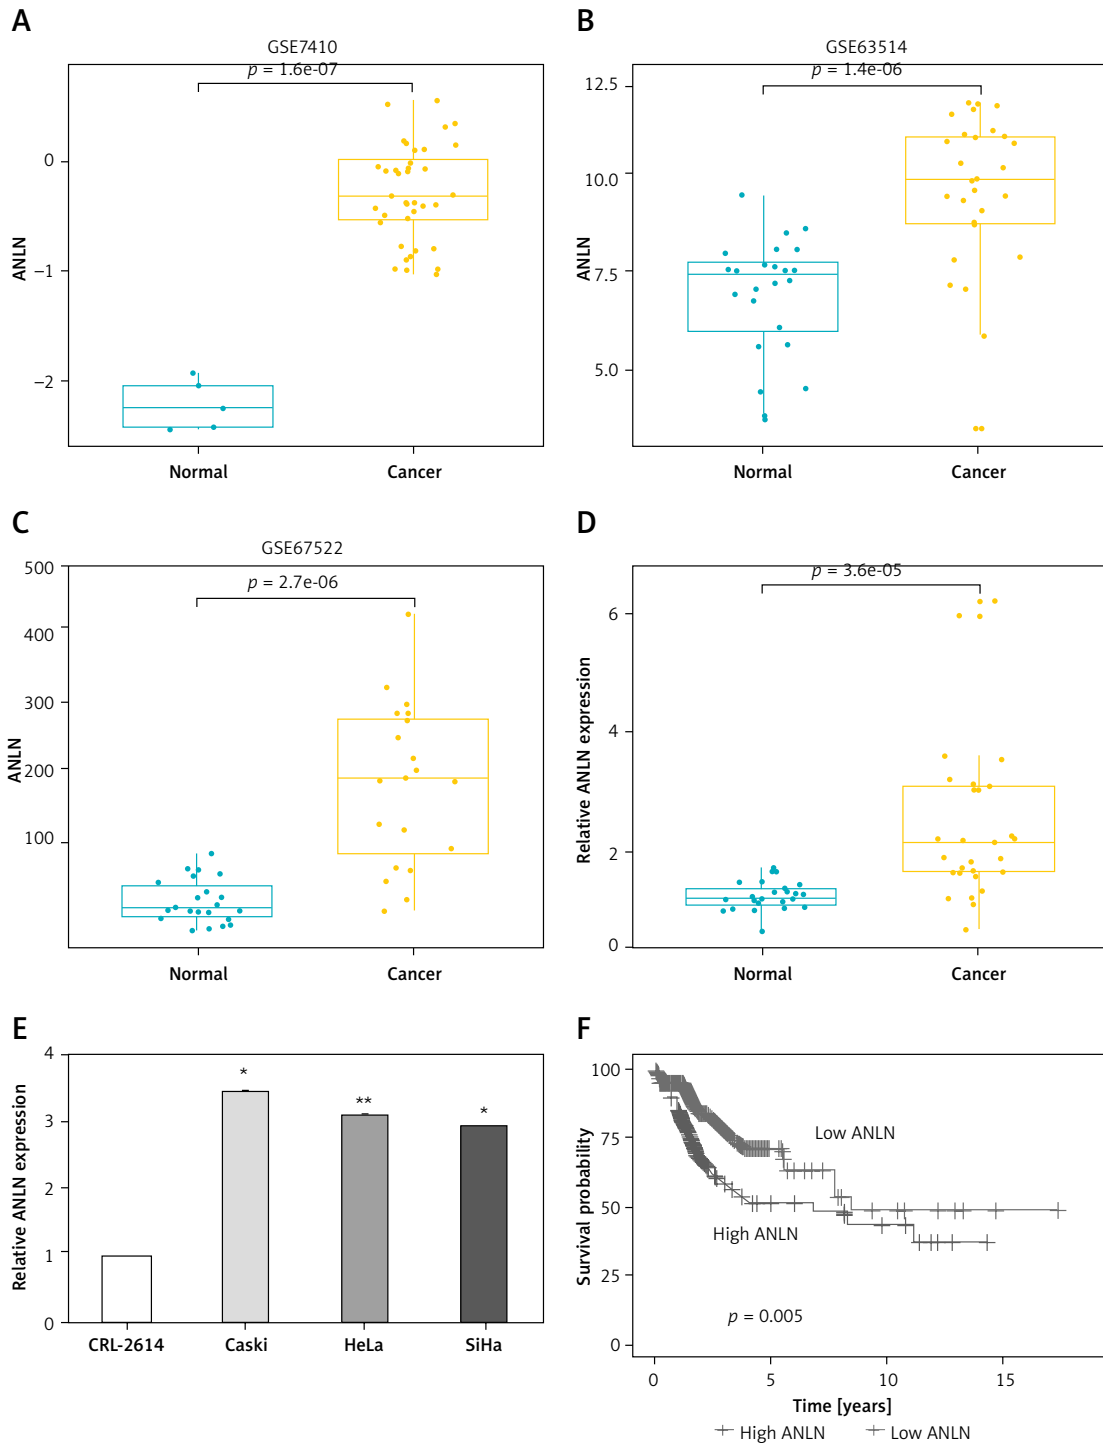 A
GSE7410
p = 1.6e-07
0
−1
−2
ANLN
Normal
Cancer
B
GSE63514
p = 1.4e-06
12.5
10.0
7.5
5.0
ANLN
Normal
Cancer
C
GSE67522
p = 2.7e-06
500
400
300
200
100
ANLN
Normal
Cancer
D
p = 3.6e-05
6
4
2
0
Relative ANLN expression
Normal
Cancer
E
4
3
2
1
0
Relative ANLN expression
*
**
*
CRL-2614
Caski
HeLa
SiHa
F
100
75
50
25
0
Survival probability
Low ANLN
High ANLN
p = 0.005
0
5
10
15
Time [years]
High ANLN
Low ANLN